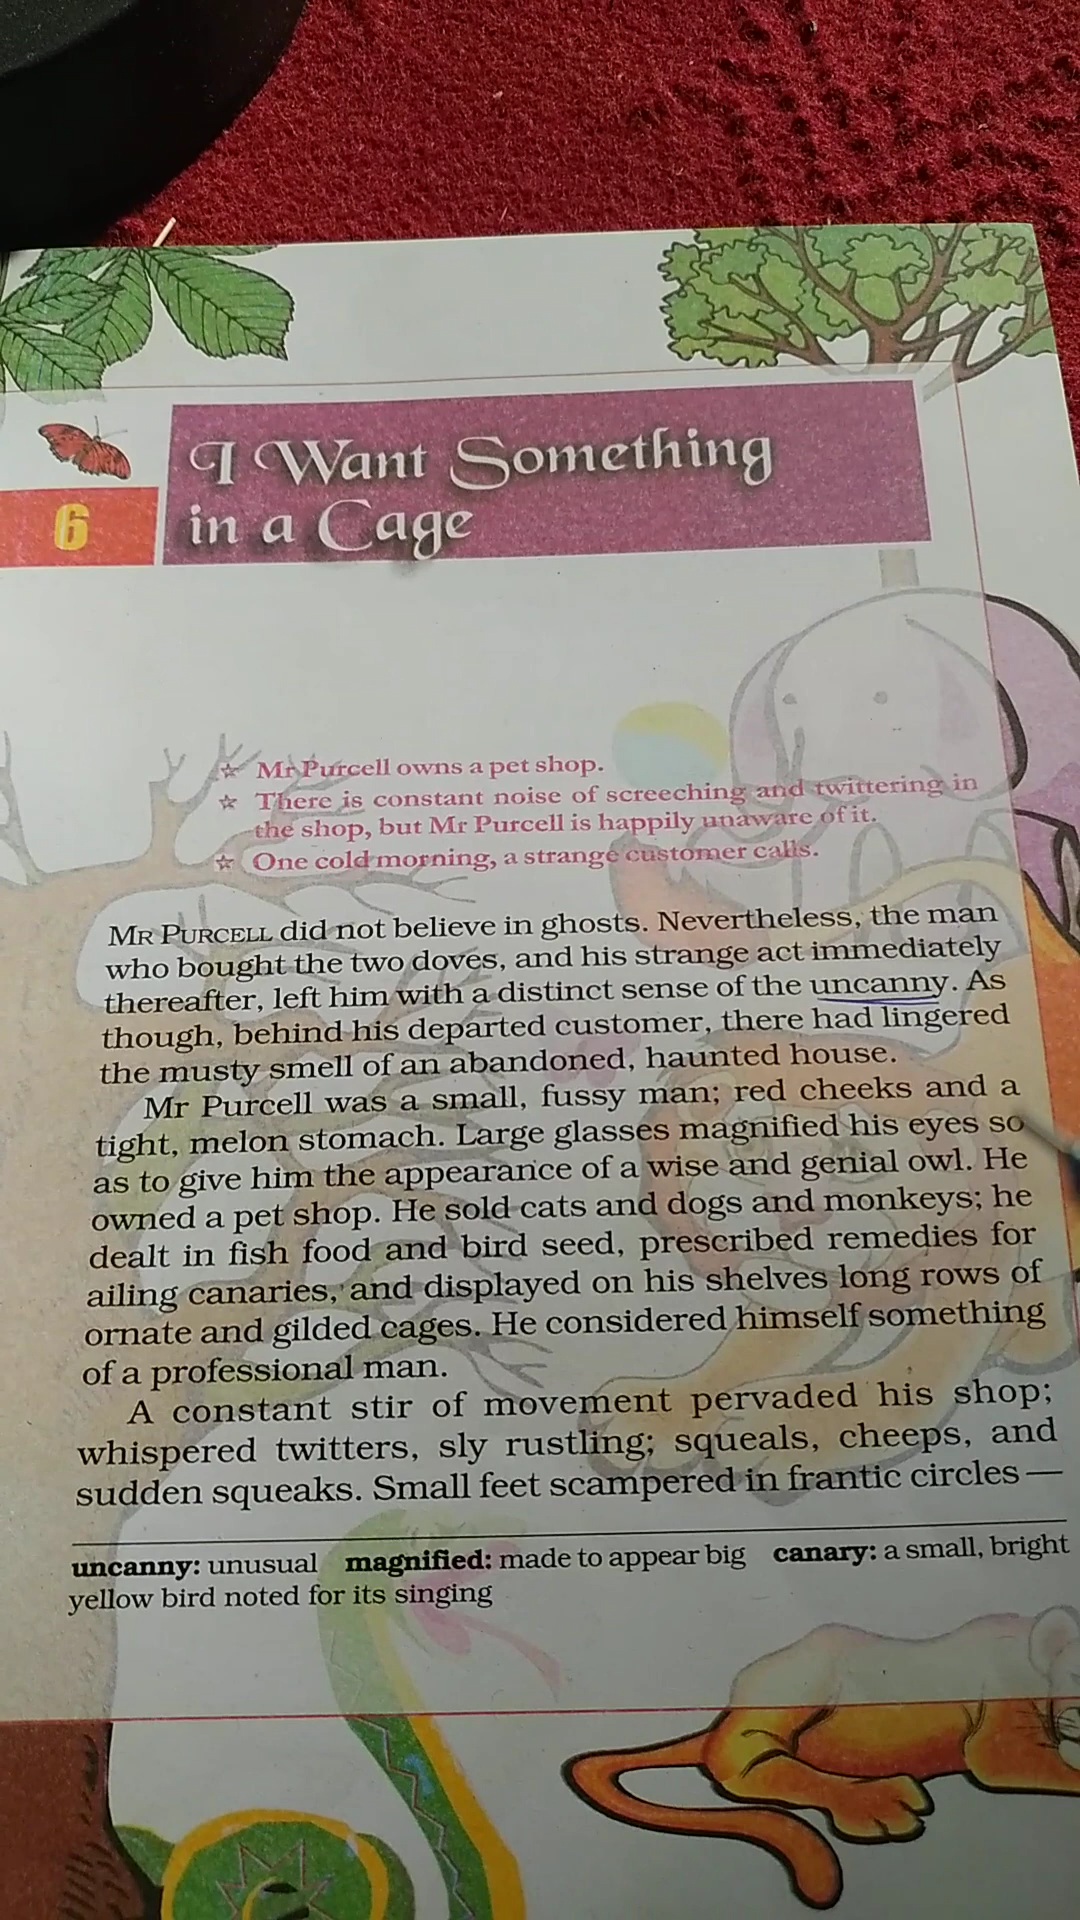 6
I Want Something
in a Cage
☆ Mr Purcell owns a pet shop.
☆ There is constant noise of screeching and twittering in
the shop, but Mr Purcell is happily unaware of it.
☆ One cold morning, a strange customer calls.
MR PURCELL did not believe in ghosts. Nevertheless, the man
who bought the two doves, and his strange act immediately
thereafter, left him with a distinct sense of the uncanny. As
though, behind his departed customer, there had lingered
the musty smell of an abandoned, haunted house.
Mr Purcell was a small, fussy man; red cheeks and a
tight, melon stomach. Large glasses magnified his eyes so
as to give him the appearance of a wise and genial owl. He
owned a pet shop. He sold cats and dogs and monkeys; he
dealt in fish food and bird seed, prescribed remedies for
ailing canaries, and displayed on his shelves long rows of
ornate and gilded cages. He considered himself something
of a professional man.
A constant stir of movement pervaded his shop;
whispered twitters, sly rustling; squeals, cheeps, and
sudden squeaks. Small feet scampered in frantic circles —
uncanny: unusual magnified: made to appear big canary: a small, bright
yellow bird noted for its singing